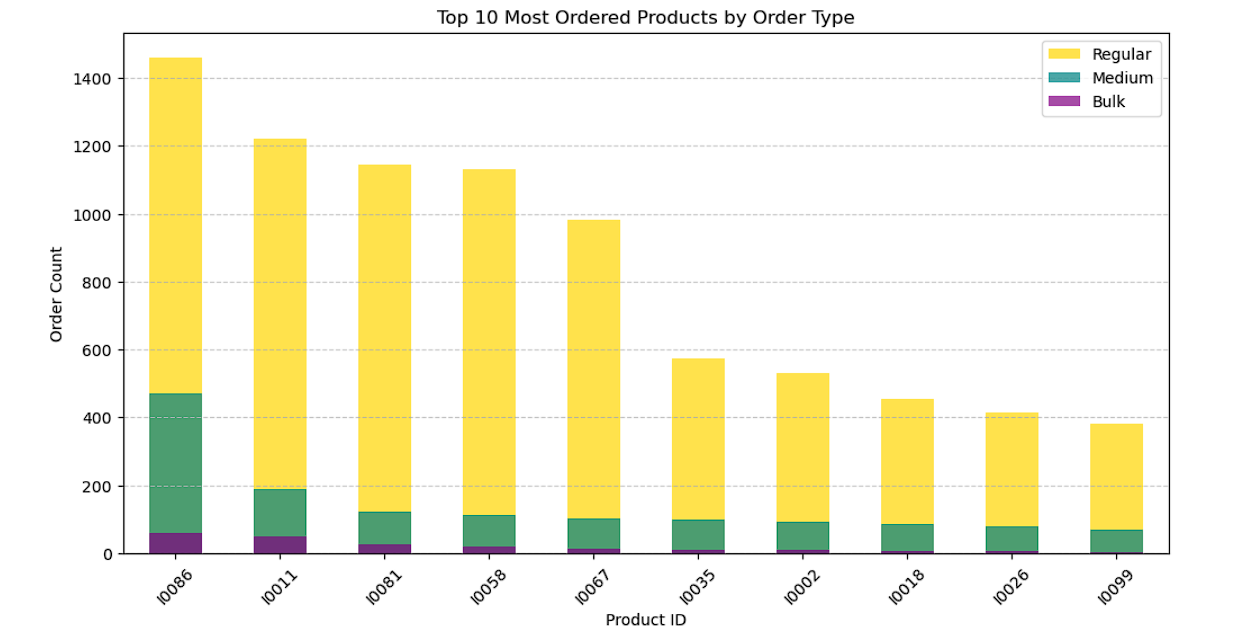 Top 10 Most Ordered Products by Order Type
Regular
Medium
Bulk
Order Count
1400
1200
1000
800
600
400
200
0
I0086
I0011
I0081
I0058
I0067
I0035
I0002
I0018
I0026
I0099
Product ID